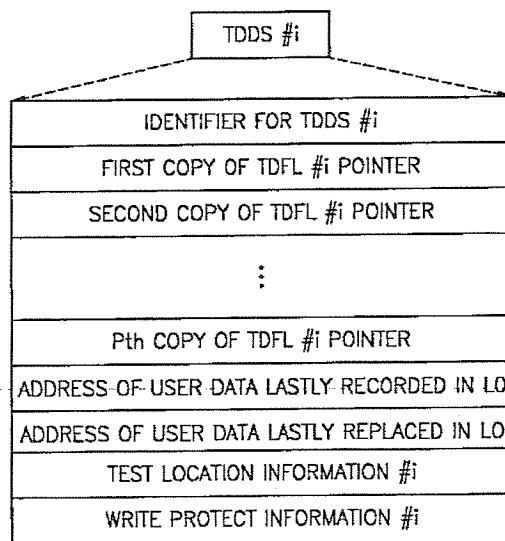 TDDS #i
IDENTIFIER FOR TDDS #i
FIRST COPY OF TDFL #i POINTER
SECOND COPY OF TDFL #i POINTER
⋮
Pth COPY OF TDFL #i POINTER
ADDRESS OF USER DATA LASTLY RECORDED IN LO
ADDRESS OF USER DATA LASTLY REPLACED IN LO
TEST LOCATION INFORMATION #i
WRITE PROTECT INFORMATION #i